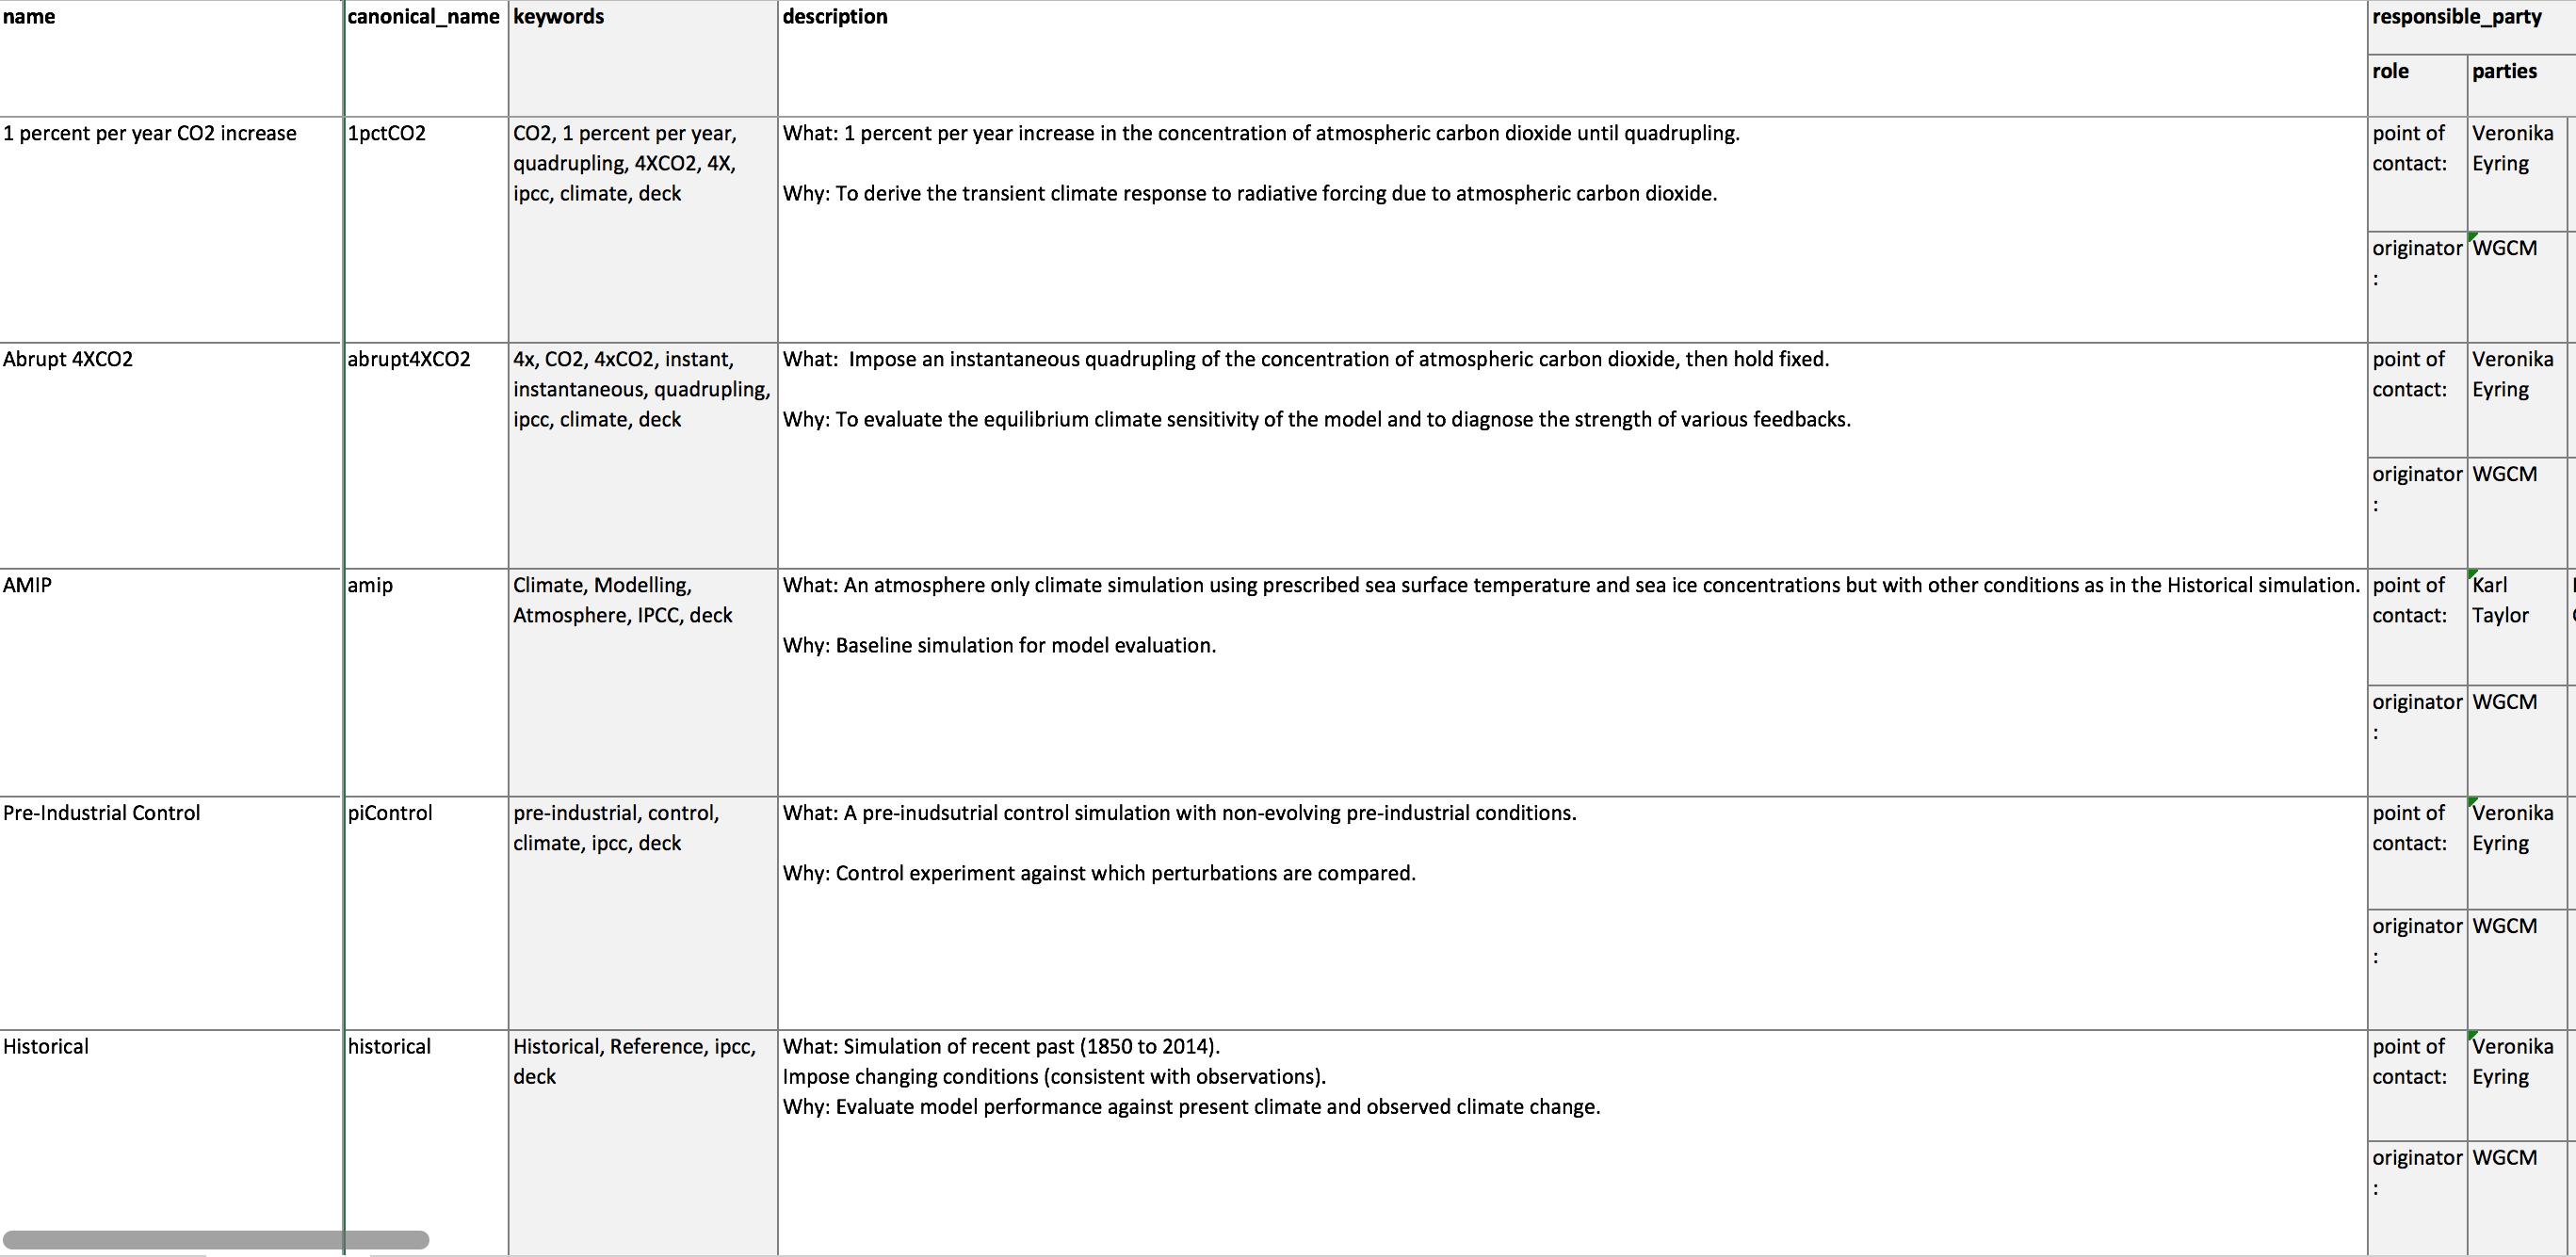 name canonical_name keywords description responsible_party
role parties
1 percent per year CO2 increase
1pctCO2
CO2, 1 percent per year,
quadrupling, 4XCO2, 4X,
ipcc, climate, deck
What: 1 percent per year increase in the concentration of atmospheric carbon dioxide until quadrupling.
Why: To derive the transient climate response to radiative forcing due to atmospheric carbon dioxide.
point of
contact:
Veronika
Eyring
originator
:
WGCM
Abrupt 4XCO2
abrupt4XCO2
4x, CO2, 4xCO2, instant,
instantaneous, quadrupling,
ipcc, climate, deck
What:  Impose an instantaneous quadrupling of the concentration of atmospheric carbon dioxide, then hold fixed.
Why: To evaluate the equilibrium climate sensitivity of the model and to diagnose the strength of various feedbacks.
point of
contact:
Veronika
Eyring
originator
:
WGCM
AMIP
amip
Climate, Modelling,
Atmosphere, IPCC, deck
What: An atmosphere only climate simulation using prescribed sea surface temperature and sea ice concentrations but with other conditions as in the Historical simulation.
Why: Baseline simulation for model evaluation.
point of
contact:
Karl
Taylor
originator
:
WGCM
Pre-Industrial Control
piControl
pre-industrial, control,
climate, ipcc, deck
What: A pre-inudsutrial control simulation with non-evolving pre-industrial conditions.
Why: Control experiment against which perturbations are compared.
point of
contact:
Veronika
Eyring
originator
:
WGCM
Historical
historical
Historical, Reference, ipcc,
deck
What: Simulation of recent past (1850 to 2014).
Impose changing conditions (consistent with observations).
Why: Evaluate model performance against present climate and observed climate change.
point of
contact:
Veronika
Eyring
originator
:
WGCM